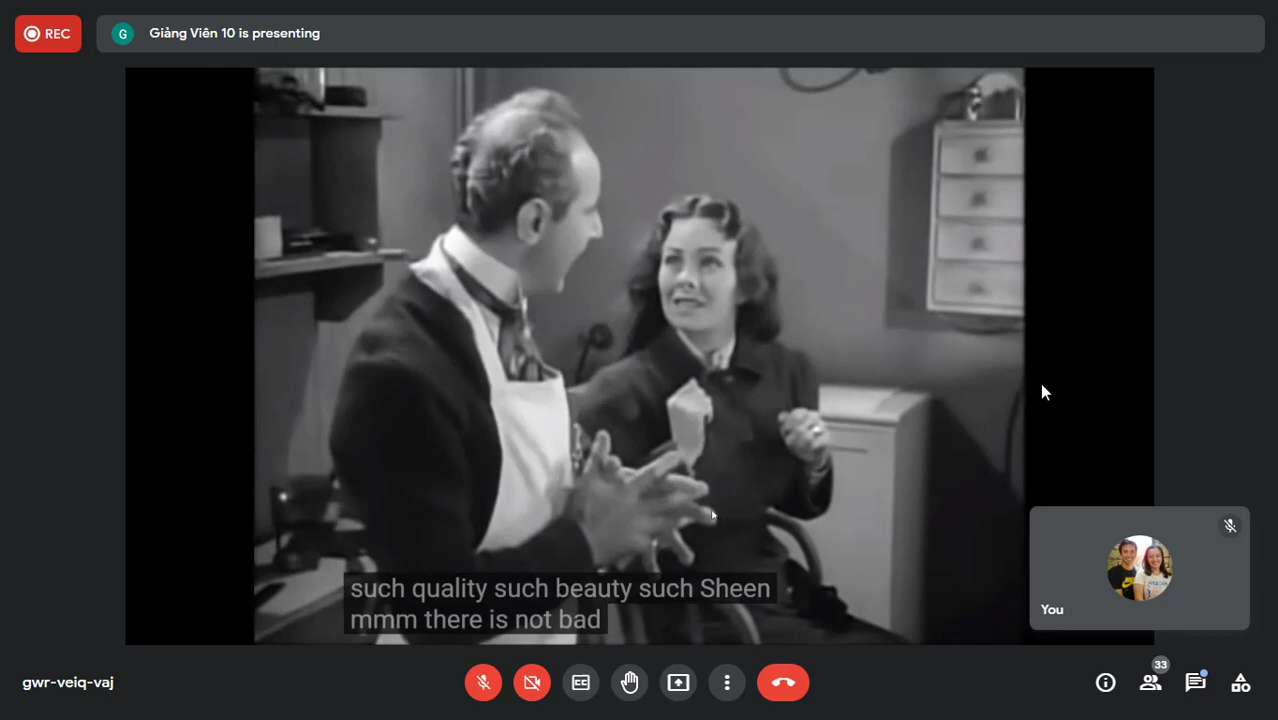 REC
G
Giảng Viên 10 is presenting
such quality such beauty such Sheen
mmm there is not bad
You
gwr-veiq-vaj
33